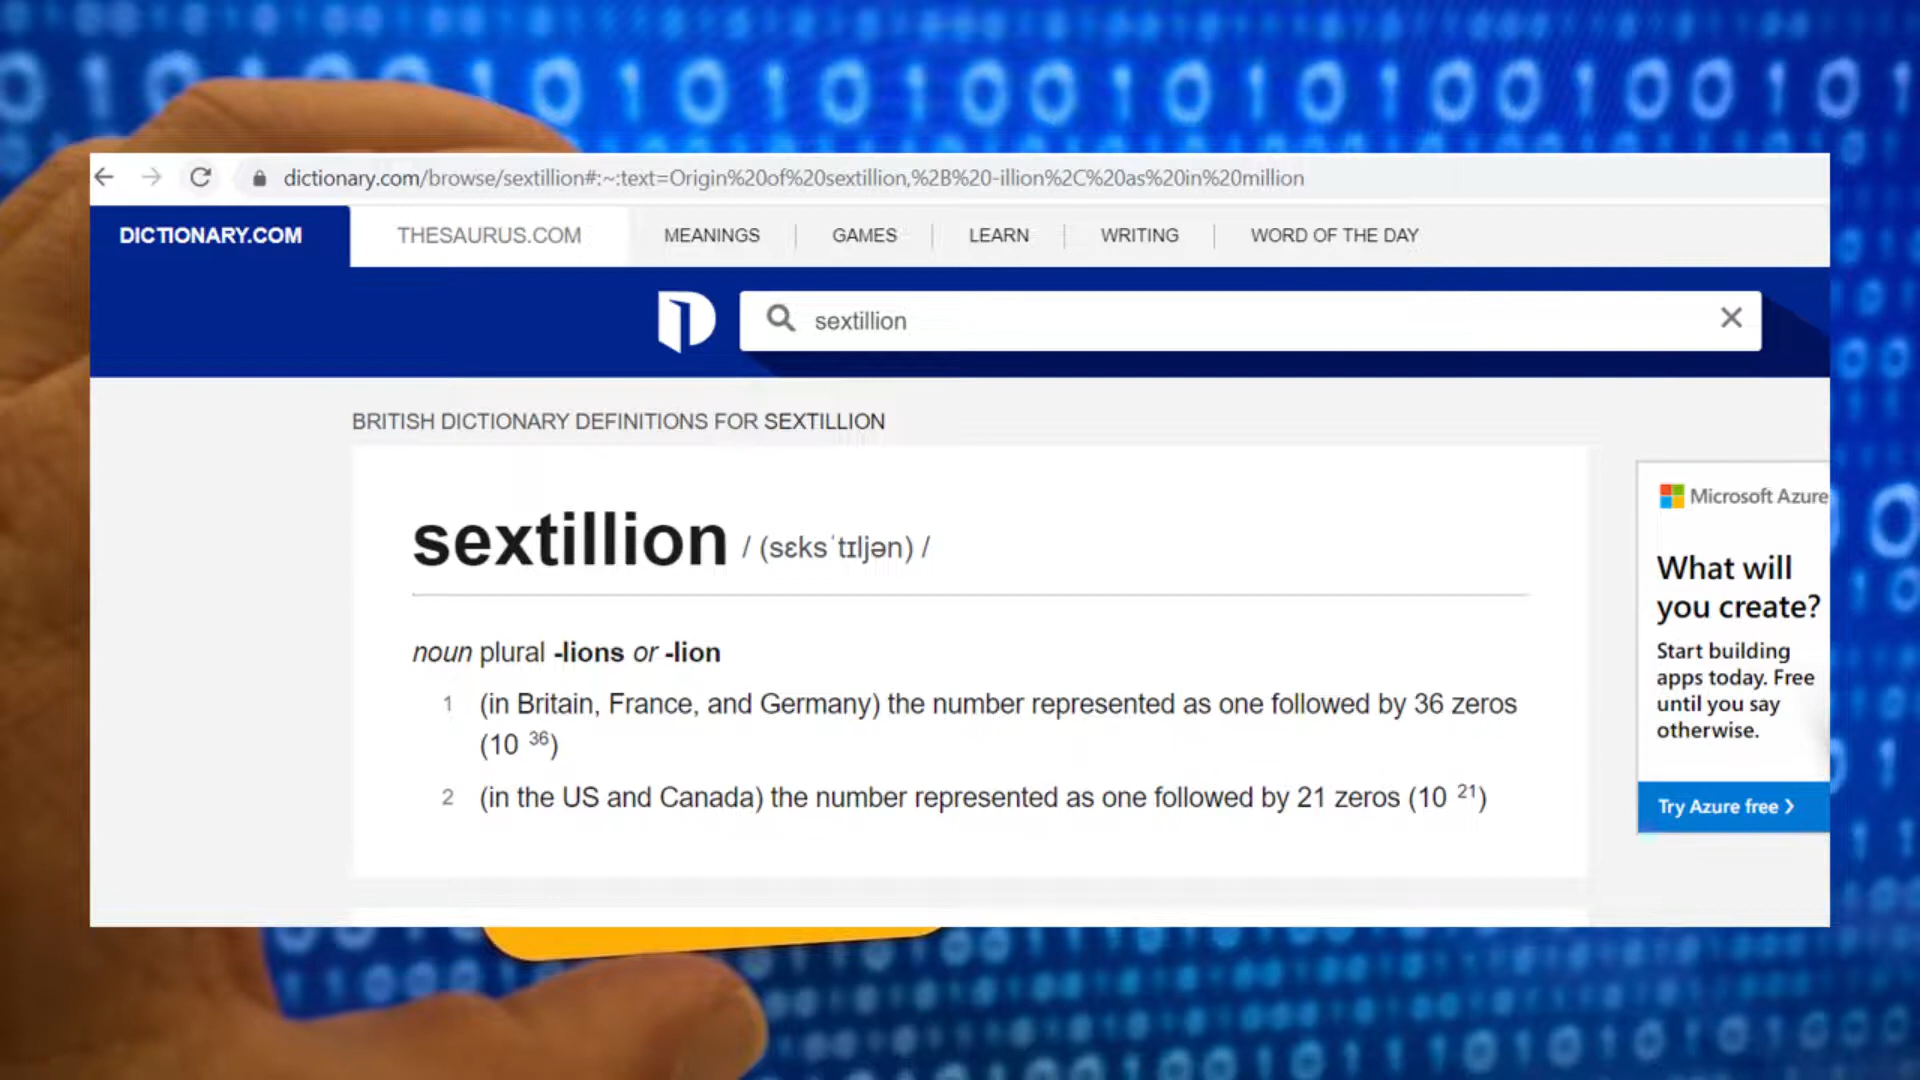 dictionary.com/browse/sextillion#:~:text=Origin%20of%20sextillion,%2B%20-illion%2C%20as%20in%20million
DICTIONARY.COM THESAURUS.COM MEANINGS GAMES LEARN WRITING WORD OF THE DAY
sextillion
BRITISH DICTIONARY DEFINITIONS FOR SEXTILLION
sextillion / (sɛksˈtɪljən) /
noun plural -lions or -lion
1 (in Britain, France, and Germany) the number represented as one followed by 36 zeros
(10 36)
2 (in the US and Canada) the number represented as one followed by 21 zeros (10 21)
Microsoft Azure
What will
you create?
Start building
apps today. Free
until you say
otherwise.
Try Azure free